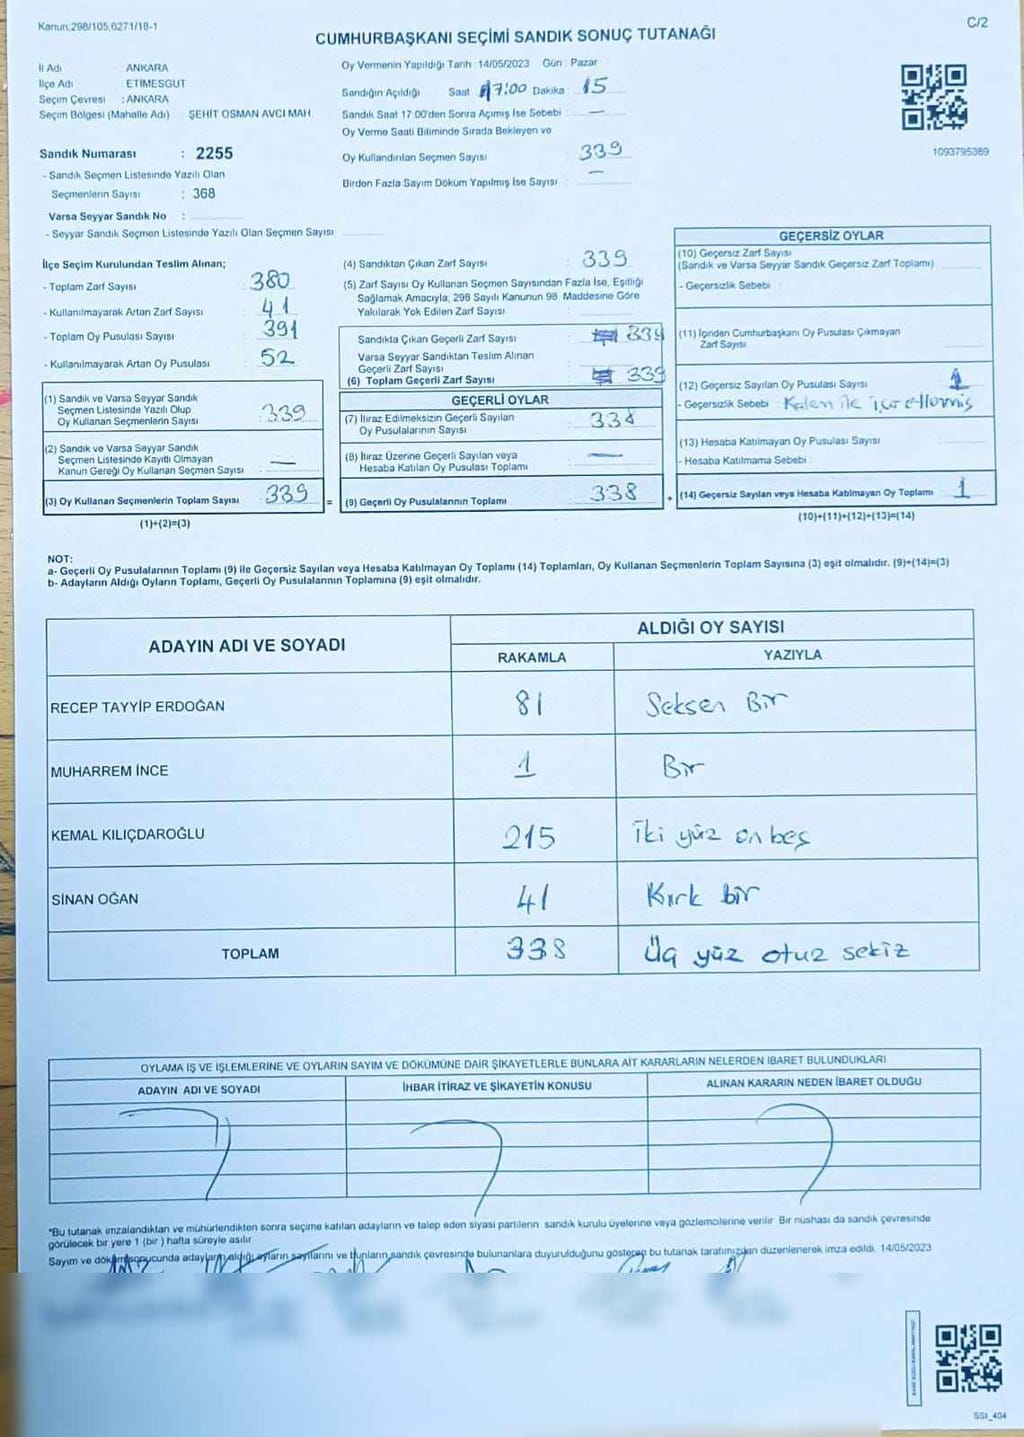 Kanun;298/105,6271/18-1
C/2
CUMHURBAŞKANI SEÇİMİ SANDIK SONUÇ TUTANAĞI
İl Adı : ANKARA
İlçe Adı : ETİMESGUT
Seçim Çevresi : ANKARA
Seçim Bölgesi (Mahalle Adı) : ŞEHİT OSMAN AVCI MAH
Sandık Numarası : 2255
- Sandık Seçmen Listesinde Yazılı Olan
Seçmenlerin Sayısı : 368
Varsa Seyyar Sandık No :
- Seyyar Sandık Seçmen Listesinde Yazılı Olan Seçmen Sayısı
Oy Vermenin Yapıldığı Tarih : 14/05/2023 Gün : Pazar
Sandığın Açıldığı Saat 17:00 Dakika : 15
Sandık Saat 17 00'den Sonra Açımış İse Sebebi : —
Oy Verme Saati Bitiminde Sırada Bekleyen ve
Oy Kullandırılan Seçmen Sayısı : 339
Birden Fazla Sayım Döküm Yapılmış İse Sayısı : —
1093795389
İlçe Seçim Kurulundan Teslim Alınan;
- Toplam Zarf Sayısı : 380
- Kullanılmayarak Artan Zarf Sayısı : 41
- Toplam Oy Pusulası Sayısı : 391
- Kullanılmayarak Artan Oy Pusulası : 52
(1) Sandık ve Varsa Seyyar Sandık
Seçmen Listesinde Yazılı Olup
Oy Kullanan Seçmenlerin Sayısı : 339
(2) Sandık ve Varsa Seyyar Sandık
Seçmen Listesinde Kayıtlı Olmayan
Kanun Gereği Oy Kullanan Seçmen Sayısı : —
(3) Oy Kullanan Seçmenlerin Toplam Sayısı : 339 =
(1)+(2)=(3)
(4) Sandıktan Çıkan Zarf Sayısı : 339
(5) Zarf Sayısı Oy Kullanan Seçmen Sayısından Fazla İse, Eşitliği
Sağlamak Amacıyla, 298 Sayılı Kanunun 98. Maddesine Göre
Yakılarak Yok Edilen Zarf Sayısı :
Sandıkta Çıkan Geçerli Zarf Sayısı : 339
Varsa Seyyar Sandıktan Teslim Alınan
Geçerli Zarf Sayısı
(6) Toplam Geçerli Zarf Sayısı : 339
GEÇERLİ OYLAR
(7) İtiraz Edilmeksizin Geçerli Sayılan
Oy Pusulalarının Sayısı : 338
(8) İtiraz Üzerine Geçerli Sayılan veya
Hesaba Katılan Oy Pusulası Toplamı : —
(9) Geçerli Oy Pusulalarının Toplamı : 338 +
GEÇERSİZ OYLAR
(10) Geçersiz Zarf Sayısı
(Sandık ve Varsa Seyyar Sandık Geçersiz Zarf Toplamı)
- Geçersizlik Sebebi :
(11) İçinden Cumhurbaşkanı Oy Pusulası Çıkmayan
Zarf Sayısı
(12) Geçersiz Sayılan Oy Pusulası Sayısı 1
- Geçersizlik Sebebi : Kalem ile
(13) Hesaba Katılmayan Oy Pusulası Sayısı
- Hesaba Katılmama Sebebi :
(14) Geçersiz Sayılan veya Hesaba Katılmayan Oy Toplamı : 1
(10)+(11)+(12)+(13)=(14)
NOT:
a- Geçerli Oy Pusulalarının Toplamı (9) ile Geçersiz Sayılan veya Hesaba Katılmayan Oy Toplamı (14) Toplamları, Oy Kullanan Seçmenlerin Toplam Sayısına (3) eşit olmalıdır. (9)+(14)=(3)
b- Adayların Aldığı Oyların Toplamı, Geçerli Oy Pusulalarının Toplamına (9) eşit olmalıdır.
ADAYIN ADI VE SOYADI
ALDIĞI OY SAYISI
RAKAMLA YAZIYLA
RECEP TAYYİP ERDOĞAN 81 Seksen Bir
MUHARREM İNCE 1 Bir
KEMAL KILIÇDAROĞLU 215 İki yüz on beş
SİNAN OĞAN 41 Kırk bir
TOPLAM 338 Üç yüz otuz sekiz
OYLAMA İŞ VE İŞLEMLERİNE VE OYLARIN SAYIM VE DÖKÜMÜNE DAİR ŞİKAYETLERLE BUNLARA AİT KARARLARIN NELERDEN İBARET BULUNDUKLARI
ADAYIN ADI VE SOYADI İHBAR İTİRAZ VE ŞİKAYETİN KONUSU ALINAN KARARIN NEDEN İBARET OLDUĞU
*Bu tutanak imzalandıktan ve mühürlendikten sonra seçime katılan adayların ve talep eden siyasi partilerin sandık kurulu üyelerine veya gözlemcilerine verilir Bir nüshası da sandık çevresinde
görülecek bir yere 1 (bir ) hafta süreyle asılır
Sayım ve döküm sonucunda adayların aldığı oyların sayılarını ve bunların sandık çevresinde bulunanlara duyurulduğunu gösteren bu tutanak tarafımızdan düzenlenerek imza edildi. 14/05/2023
SSI_404